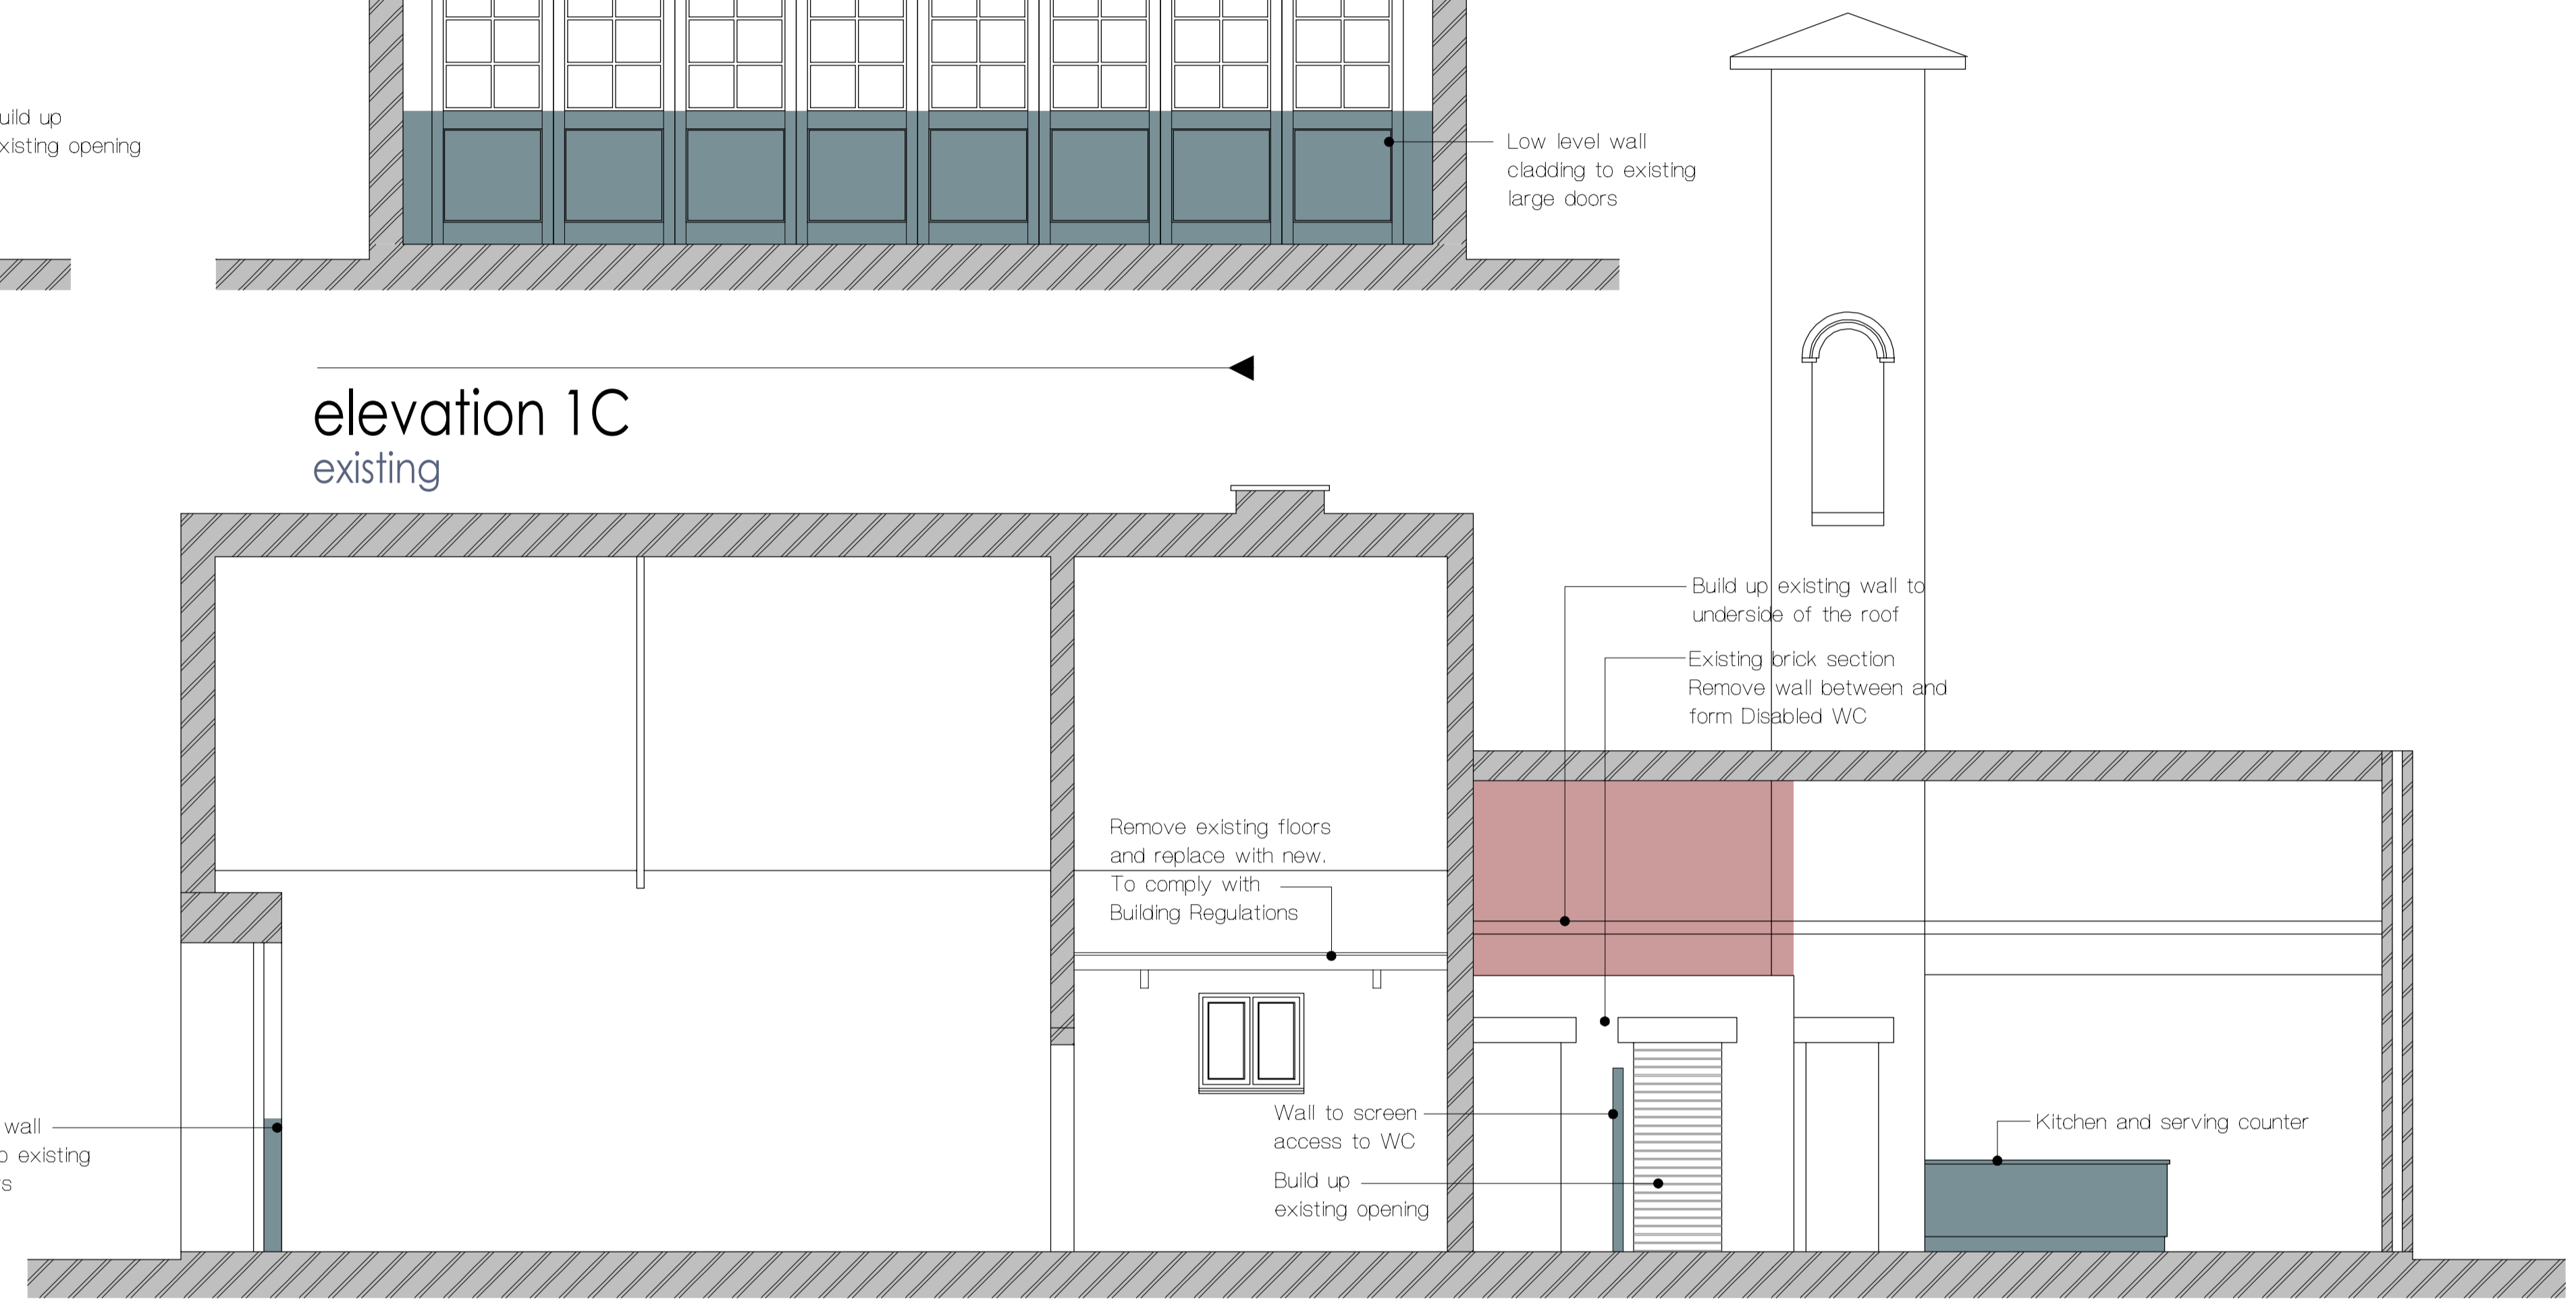 uild up
xisting opening
Low level wall
cladding to existing
large doors
elevation 1C
existing
Build up existing wall to
underside of the roof
Existing brick section
Remove wall between and
form Disabled WC
Remove existing floors
and replace with new.
To comply with
Building Regulations
wall
o existing
s
Wall to screen
access to WC
Build up
existing opening
Kitchen and serving counter